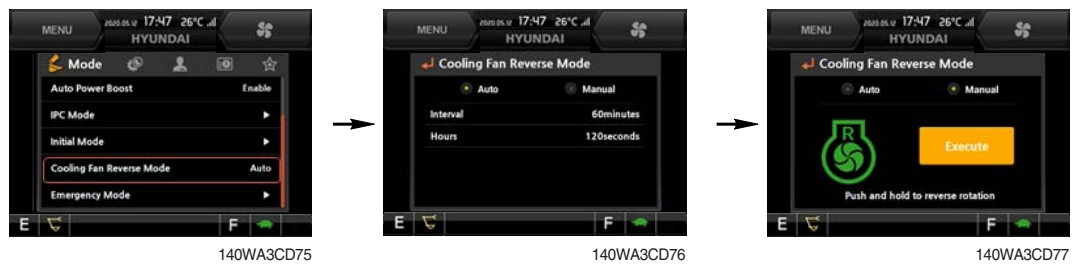 MENU
2020.05.12 17:47 26°C
HYUNDAI
Mode
Auto Power Boost Enable
IPC Mode
Initial Mode
Cooling Fan Reverse Mode Auto
Emergency Mode
E F
140WA3CD75
MENU
2020.05.12 17:47 26°C
HYUNDAI
Cooling Fan Reverse Mode
Auto Manual
Interval 60minutes
Hours 120seconds
E F
140WA3CD76
MENU
2020.05.12 17:47 26°C
HYUNDAI
Cooling Fan Reverse Mode
Auto Manual
R
Execute
Push and hold to reverse rotation
E F
140WA3CD77